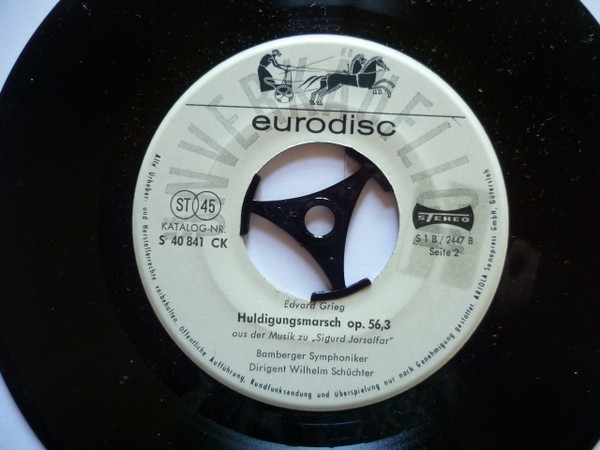 UNVERKÄUFLICH
eurodisc
ST 45
KATALOG-NR.
S 40 841 CK
STEREO
S 1 B / 2447 B
Seite 2
Edvard Grieg
Huldigungsmarsch op. 56,3
aus der Musik zu „Sigurd Jorsalfar“
Bamberger Symphoniker
Dirigent Wilhelm Schüchter
Alle Urheber- und Herstellerrechte vorbehalten. Öffentliche Aufführung, Rundfunksendung und Überspielung nur nach Genehmigung gestattet. ARIOLA Sonopress GmbH, Gütersloh